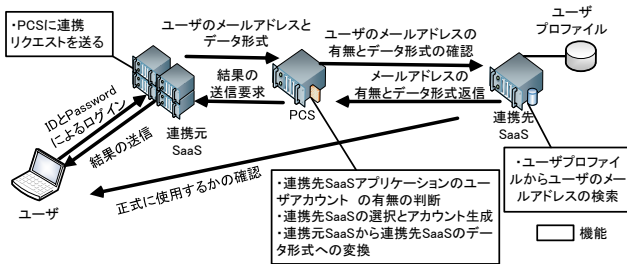 ・PCSに連携
リクエストを送る
ユーザのメールアドレスと
データ形式
ユーザのメールアドレスの
有無とデータ形式の確認
ユーザ
プロファイル
結果の
送信要求
メールアドレスの
有無とデータ形式返信
PCS
IDとPassword
によるログイン
結果の送信
連携元
SaaS
連携先
SaaS
ユーザ
正式に使用するかの確認
・連携先SaaSアプリケーションのユー
ザアカウント の有無の判断
・連携先SaaSの選択とアカウント生成
・連携元SaaSから連携先SaaSのデー
タ形式への変換
・ユーザプロファイ
ルからユーザのメー
ルアドレスの検索
機能